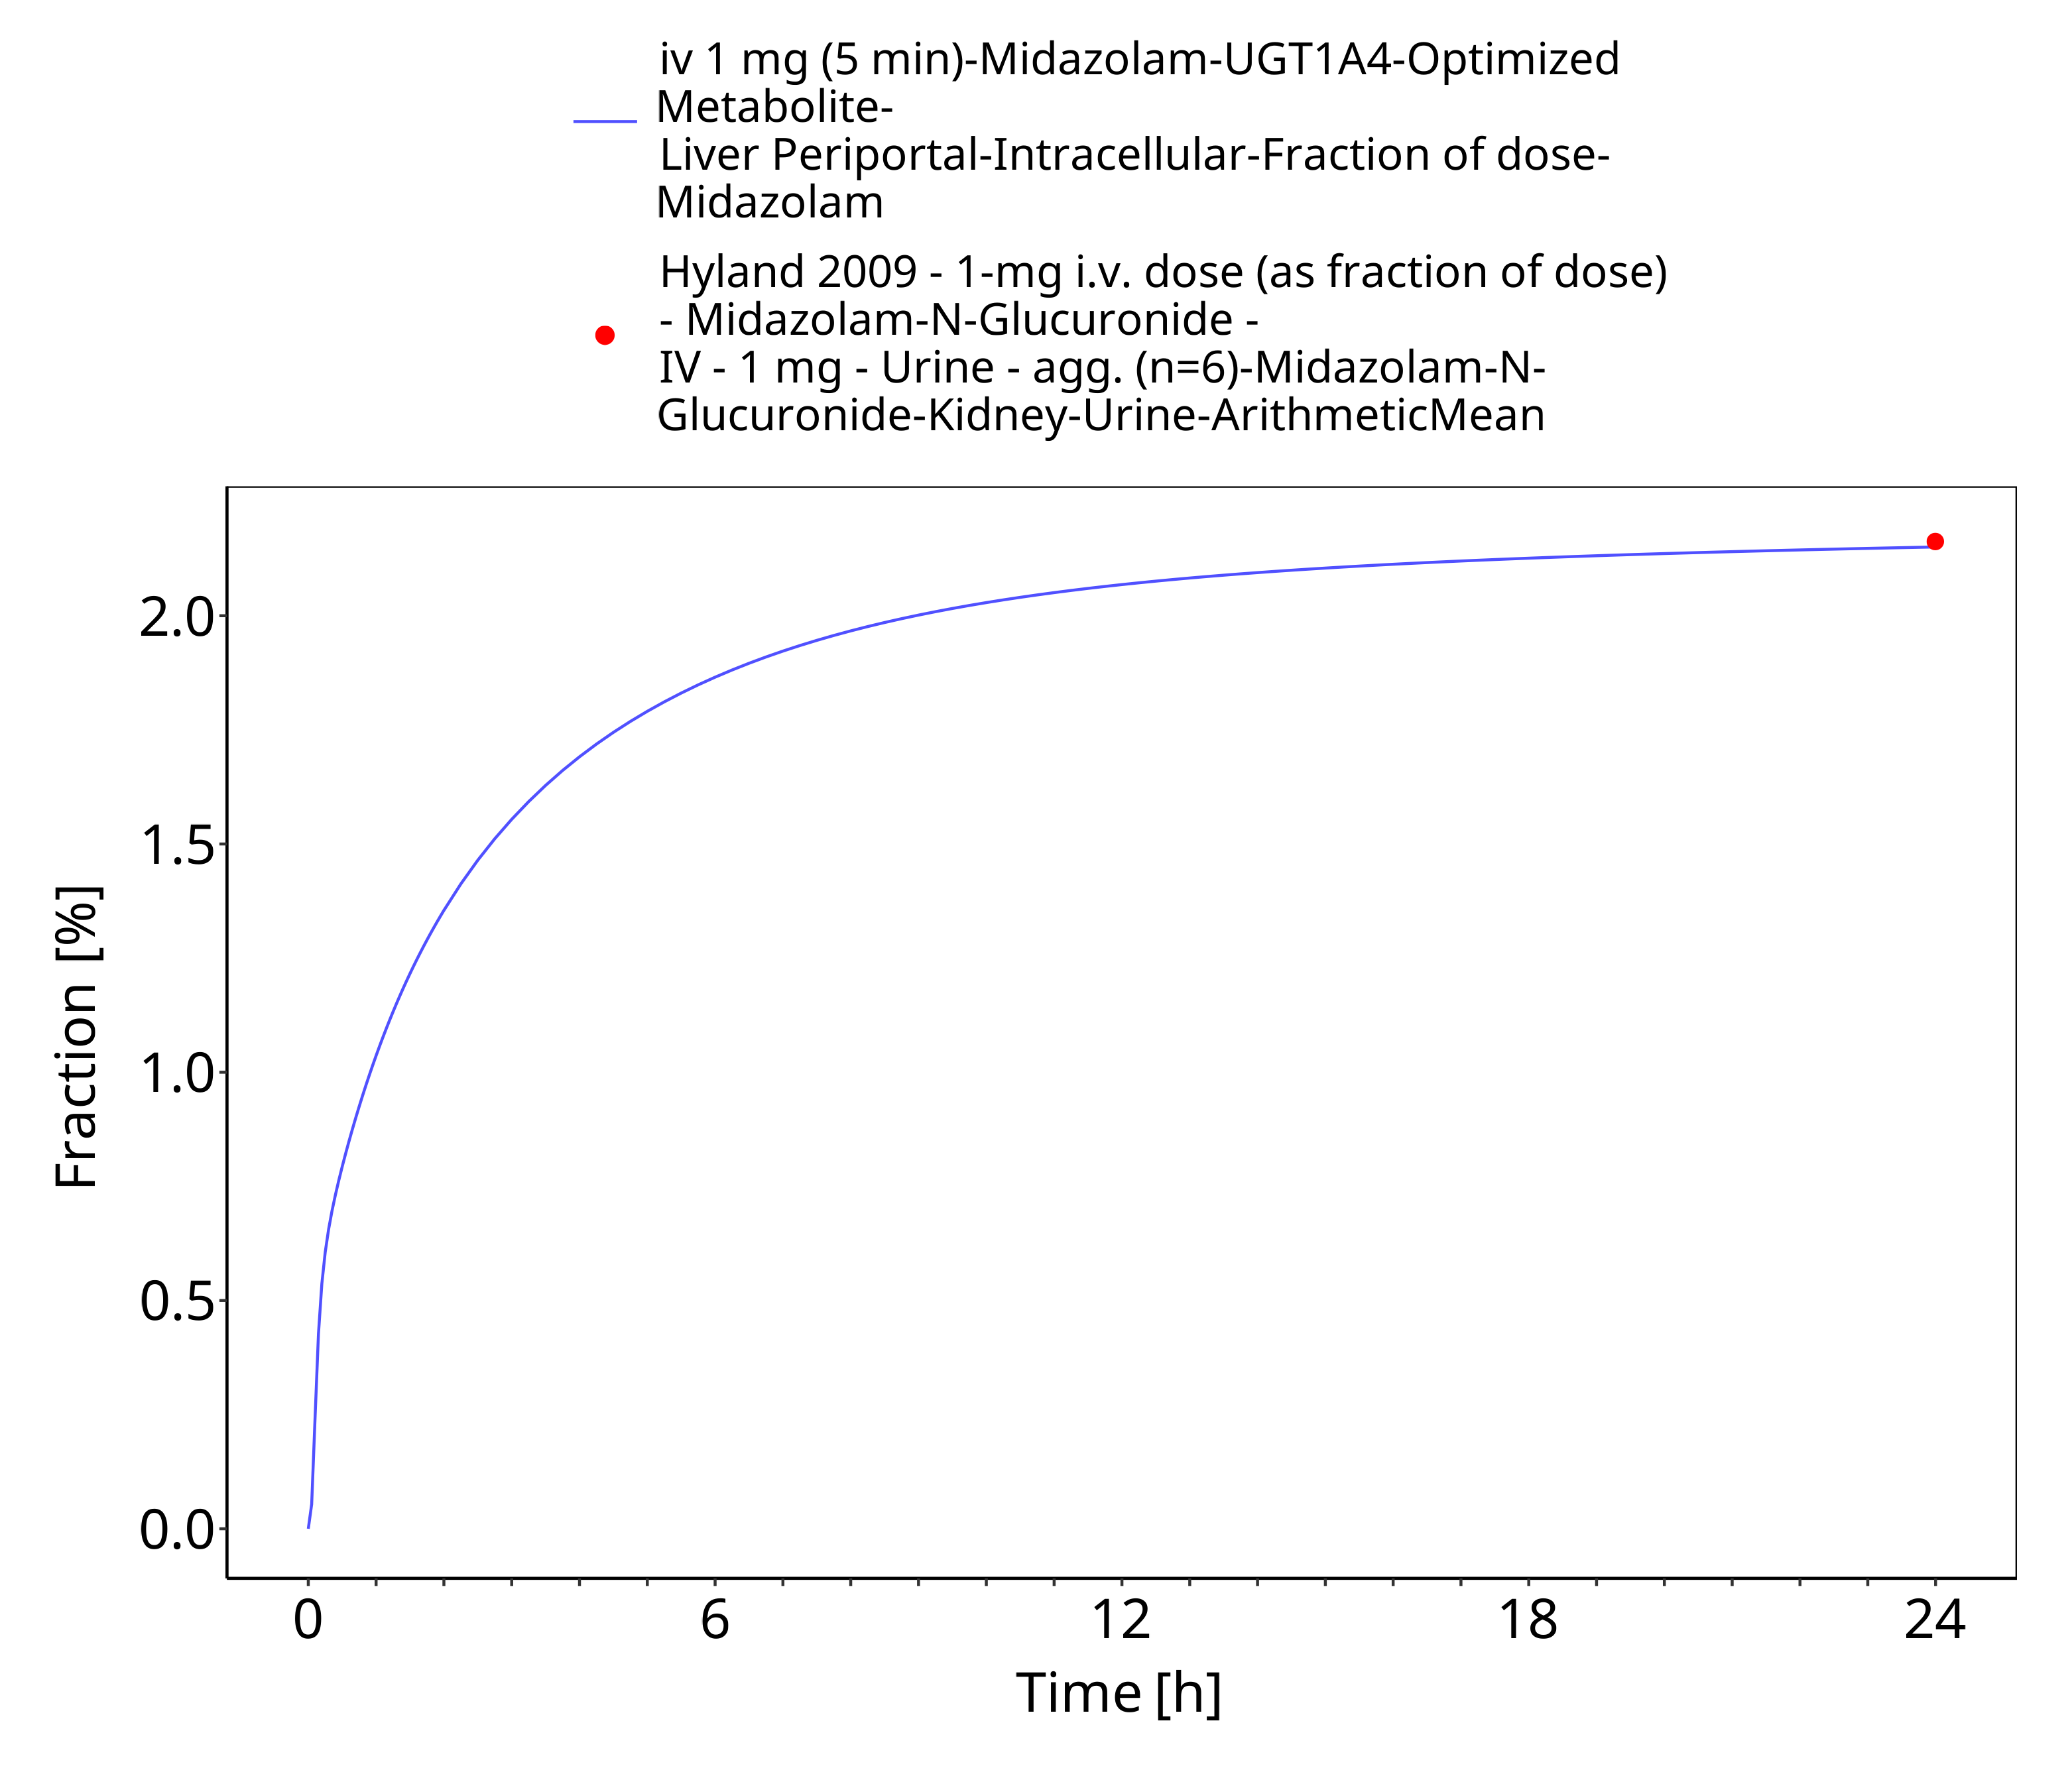 iv 1 mg (5 min)-Midazolam-UGT1A4-Optimized
Metabolite-
Liver Periportal-Intracellular-Fraction of dose-
Midazolam
Hyland 2009 - 1-mg i.v. dose (as fraction of dose)
- Midazolam-N-Glucuronide -
IV - 1 mg - Urine - agg. (n=6)-Midazolam-N-
Glucuronide-Kidney-Urine-ArithmeticMean
Fraction [%]
2.0
1.5
1.0
0.5
0.0
0 6 12 18 24
Time [h]